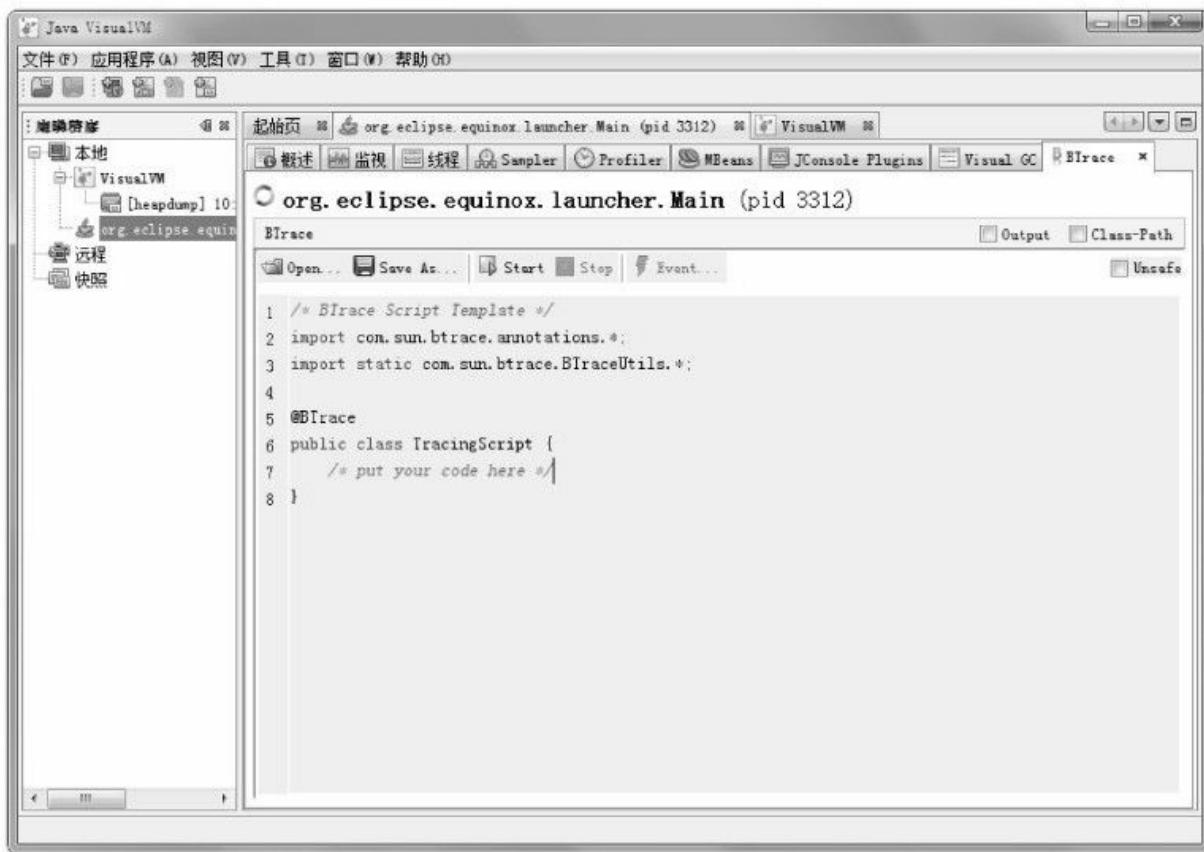 Java VisualVM
文件(F) 应用程序(A) 视图(V) 工具(T) 窗口(W) 帮助(H)
起始页 org.eclipse.equinox.launcher.Main (pid 3312) VisualVM
本地
VisualVM
[heapdump] 10:
org.eclipse.equin
远程
快照
概述 监视 线程 Sampler Profiler MBeans JConsole Plugins Visual GC BTrace
org.eclipse.equinox.launcher.Main (pid 3312)
BTrace Output Class-Path
Open... Save As... Start Stop Event... Unsafe
1 /* BTrace Script Template */
2 import com.sun.btrace.annotations.*;
3 import static com.sun.btrace.BTraceUtils.*;
4
5 @BTrace
6 public class TracingScript {
7 /* put your code here */
8 }